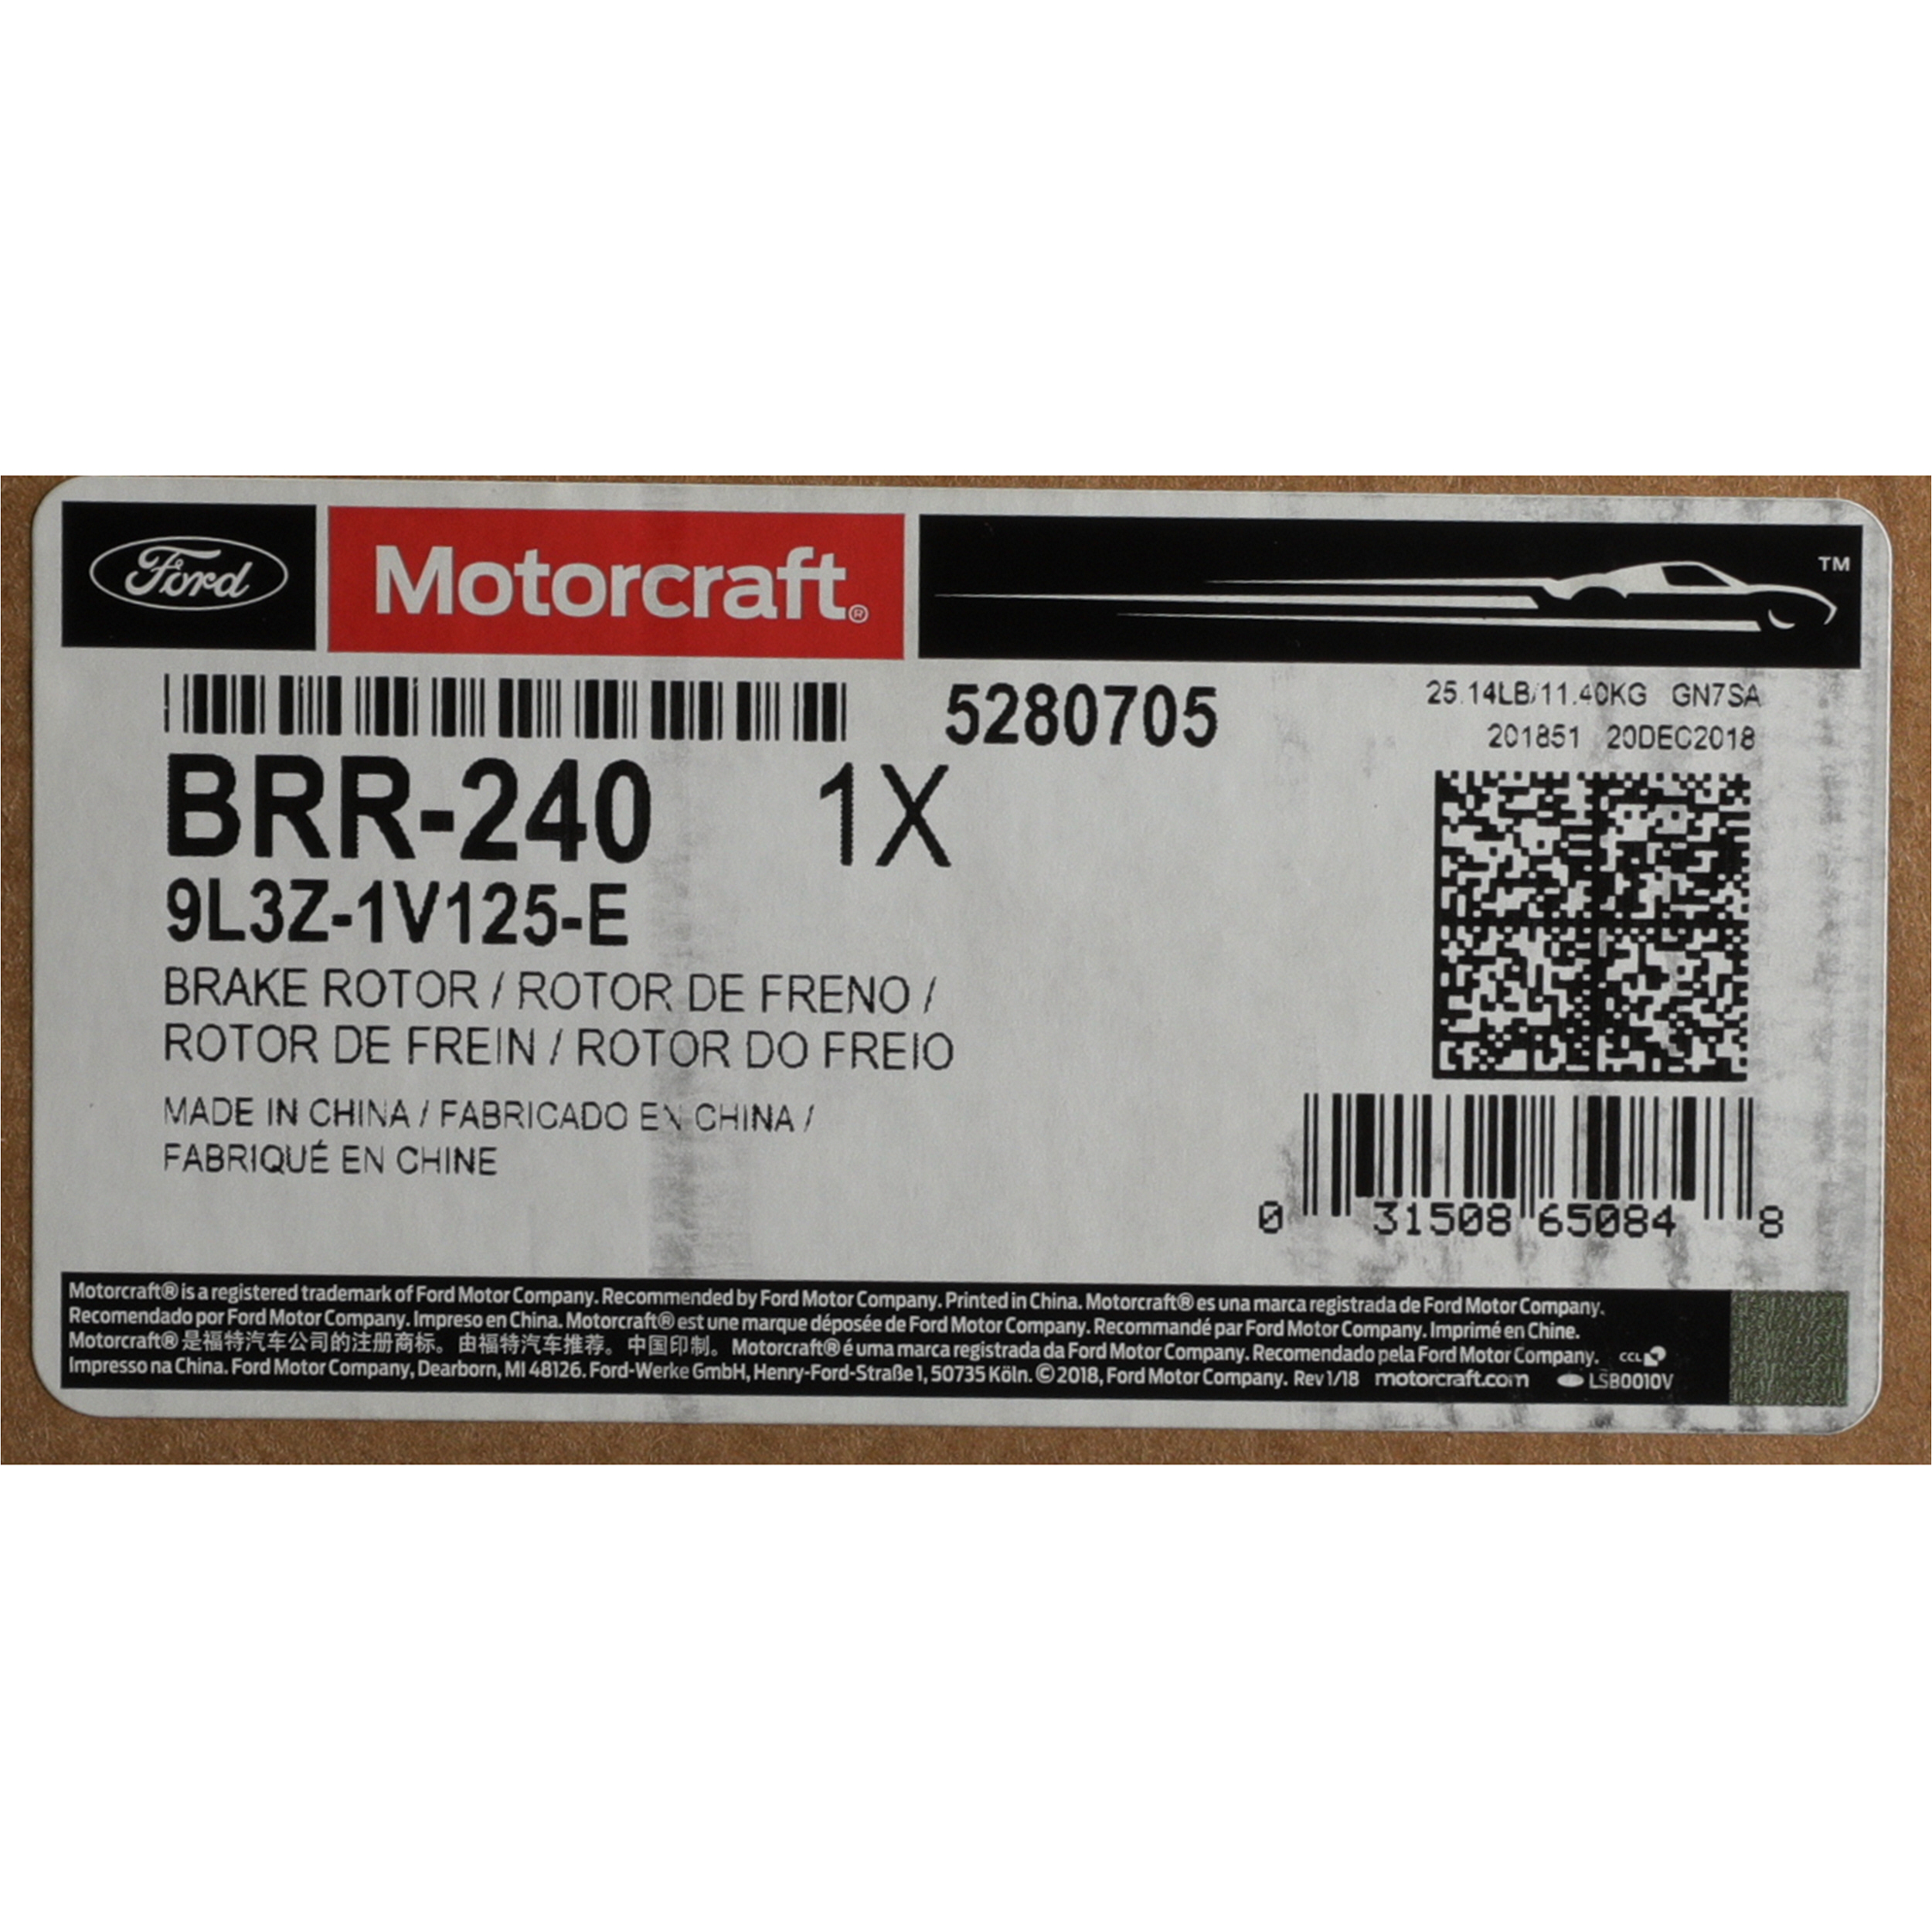 Ford Motorcraft® TM
5280705 25.14LB/11.40KG GN7SA
201851 20DEC2018
BRR-240 1X
9L3Z-1V125-E
BRAKE ROTOR / ROTOR DE FRENO /
ROTOR DE FREIN / ROTOR DO FREIO
MADE IN CHINA / FABRICADO EN CHINA /
FABRIQUÉ EN CHINE
0 31508 65084 8
Motorcraft® is a registered trademark of Ford Motor Company. Recommended by Ford Motor Company. Printed in China. Motorcraft® es una marca registrada de Ford Motor Company.
Recomendado por Ford Motor Company. Impreso en China. Motorcraft® est une marque déposée de Ford Motor Company. Recommandé par Ford Motor Company. Imprimé en Chine.
Motorcraft® 是福特汽车公司的注册商标。由福特汽车推荐。中国印制。 Motorcraft® é uma marca registrada da Ford Motor Company. Recomendado pela Ford Motor Company. CCL
Impresso na China. Ford Motor Company, Dearborn, MI 48126. Ford-Werke GmbH, Henry-Ford-Straße 1, 50735 Köln. © 2018, Ford Motor Company. Rev 1/18 motorcraft.com LSB0010V